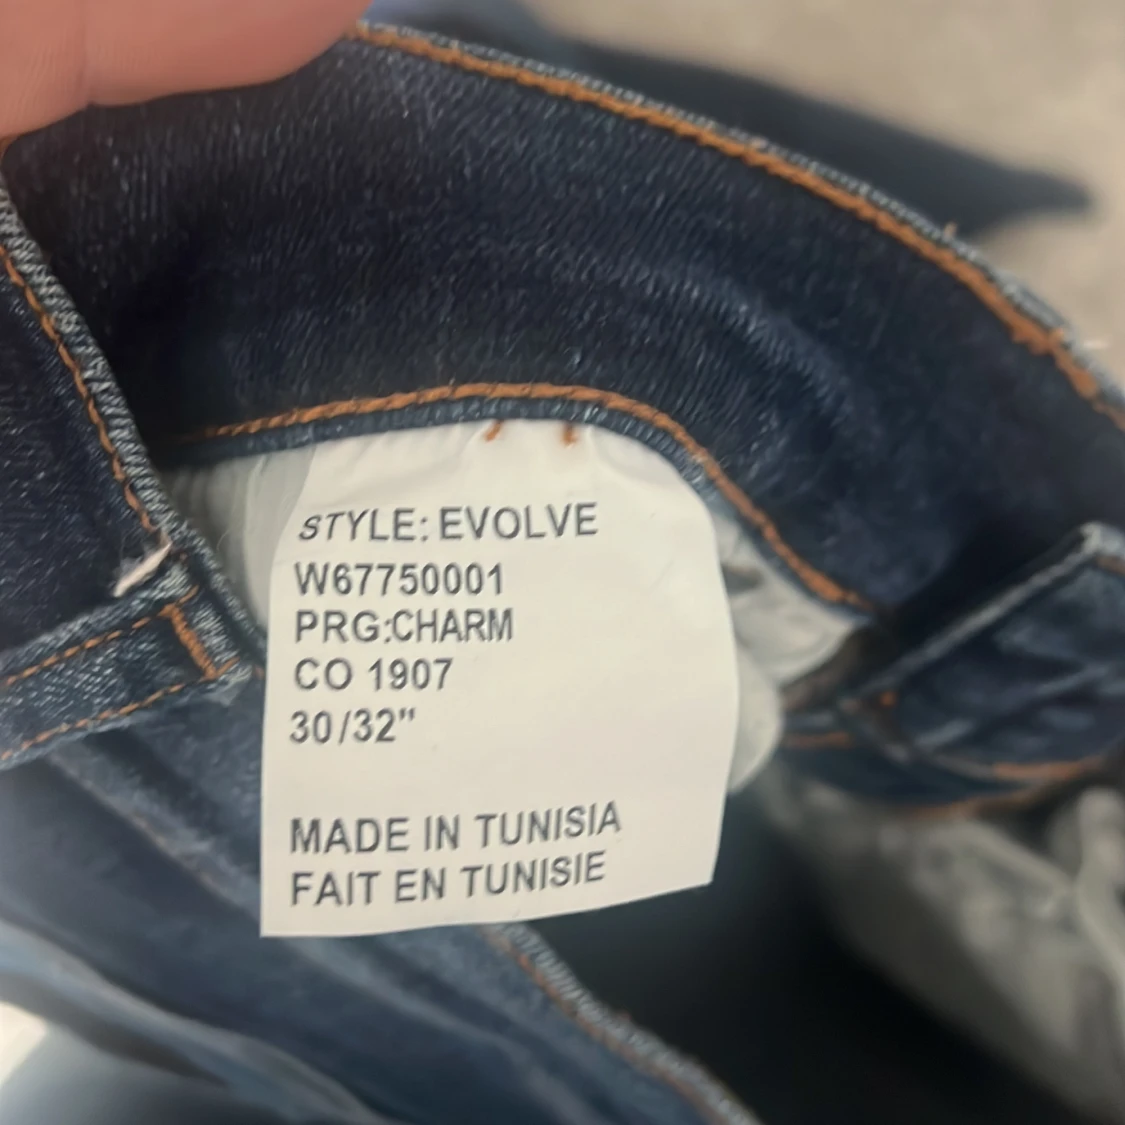 STYLE: EVOLVE
W67750001
PRG:CHARM
CO 1907
30/32"
MADE IN TUNISIA
FAIT EN TUNISIE